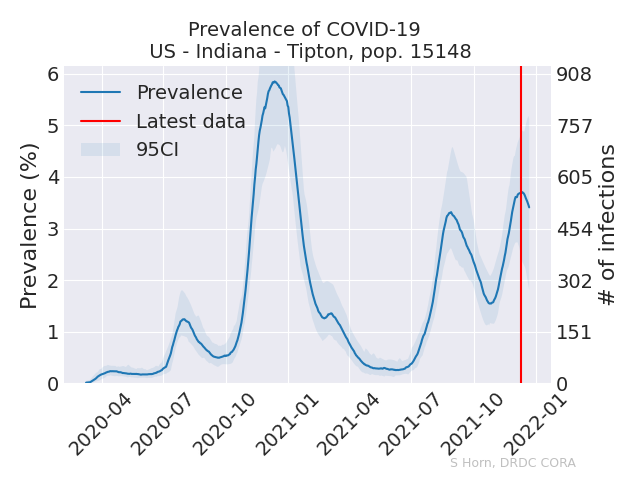 Prevalence of COVID-19
US - Indiana - Tipton, pop. 15148
Prevalence
Latest data
95CI
Prevalence (%)
6
5
4
3
2
1
0
908
757
605
454
302
151
0
# of infections
2020-04
2020-07
2020-10
2021-01
2021-04
2021-07
2021-10
2022-01
S Horn, DRDC CORA